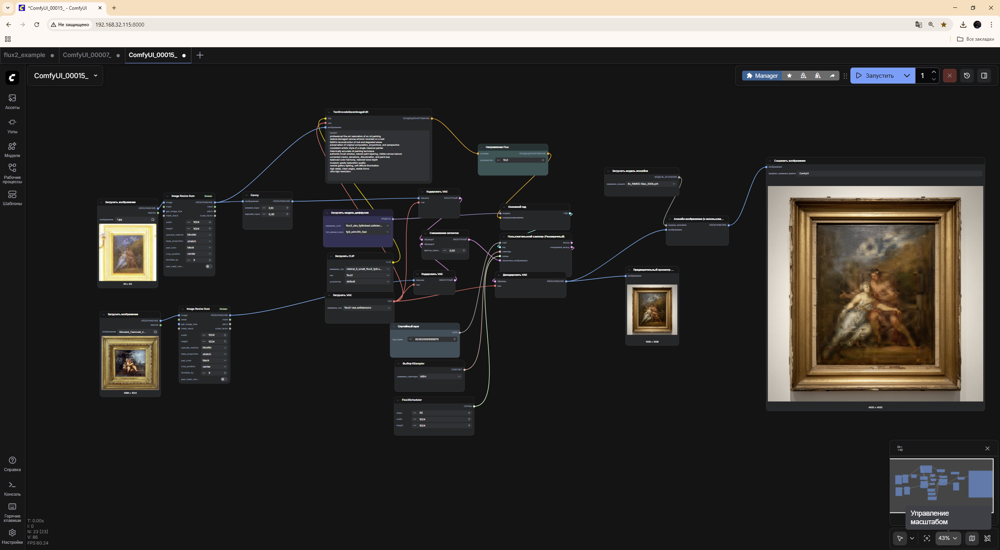 *ComfyUI_00015_ - ComfyUI
Не защищено
192.168.32.115:8000
Все закладки
flux2_example
ComfyUI_00007_
ComfyUI_00015_
ComfyUI_00015_
Manager
Запустить
1
Ассеты
Узлы
Модели
Рабочие
процессы
Шаблоны
Справка
Консоль
Горячие
клавиши
Настройки
T: 0.00s
I: 0
N: 23 [23]
V: 86
FPS:60.24
Загрузить изображение
ИЗОБРАЖЕНИЕ
МАСКА
изображение 1.jpg
93 × 93
Image Resize Sum Swwan
image ИЗОБРАЖЕНИЕ
mask mask
get_image_size stitch
mask_stack scale_factor
width 1024
height 1024
upscale_method bicubic
keep_proportion stretch
pad_color black
crop_position center
divisible_by 3
pad_mask_rem...
Загрузить изображение
ИЗОБРАЖЕНИЕ
МАСКА
изображение Giovanni_Carnovali_d...
1088 × 1024
Image Resize Sum Swwan
image ИЗОБРАЖЕНИЕ
mask mask
get_image_size stitch
mask_stack scale_factor
width 1024
height 1024
upscale_method bicubic
keep_proportion stretch
pad_color black
crop_position center
divisible_by 3
pad_mask_rem...
Canny
изображение ИЗОБРАЖЕНИЕ
нижний_порог 0,10
верхний_порог 0,40
TextEncodeQwenImageEdit
clip КОНДИЦИОНИРОВАНИЕ
vae
изображение
промпт
professional fine art restoration of an oil painting
restore damaged canvas artwork mounted on a wall
faithful reconstruction of lost and degraded areas
preservation of original composition, proportions, and perspective
consistent artistic style of a single classical painter
historically accurate oil painting technique
authentic brush strokes, natural paint layering, visible canvas texture
corrected cracks, abrasions, discoloration, and paint loss
balanced color harmony, restored tonal depth
museum-grade restoration quality
neutral gallery lighting, soft diffuse illumination
high detail, clean edges, stable forms
ultra high resolution
Загрузить модель диффузии
МОДЕЛЬ
название_unet flux2_dev_fp8mixed.safeten...
тип_данных_веса fp8_e4m3fn_fast
Загрузить CLIP
CLIP
название_clip mistral_3_small_flux2_fp8.s...
тип flux2
устройство default
Загрузить VAE
VAE
название_vae flux2-vae.safetensors
Кодировать VAE
пиксели ЛАТЕНТНЫЙ
vae
Смешивание латентов
образцы1 ЛАТЕНТНЫЙ
образцы2
фактор_смеш... 0,50
Кодировать VAE
пиксели ЛАТЕНТНЫЙ
vae
Случайный шум
ШУМ
сид_шума 833820061069975
Выбор KSampler
СЭМПЛЕР
название_сэмплера ddim
Flux2Scheduler
СИГМЫ
steps 30
width 1024
height 1024
Направление Flux
условие КОНДИЦИОНИРОВАНИЕ
руководство 10,0
Основной гид
модель ГИД
кондиционирование
Пользовательский сэмплер (Расширенный)
шум выход
гид очищенный_выход
сэмплер
сигмы
латентное_изображение
Декодировать VAE
образцы ИЗОБРАЖЕНИЕ
vae
Загрузить модель апскейла
МОДЕЛЬ_АПСКЕЙЛА
название_модели 4x_NMKD-Siax_200k.pth
Апскейл изображения (с использова...
модель_апскейла ИЗОБРАЖЕНИЕ
изображение
Предварительный просмотр ...
изображения
1008 × 1008
Сохранить изображение
изображения
префикс_названия_файла ComfyUI
4032 × 4032
Управление
масштабом
43%